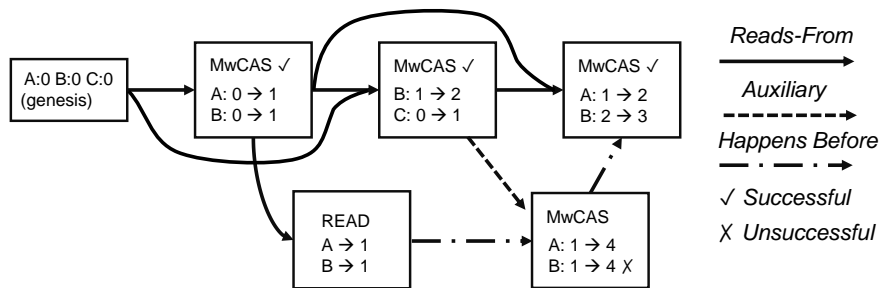 A:0 B:0 C:0
(genesis)
MwCAS ✓
A: 0 → 1
B: 0 → 1
MwCAS ✓
B: 1 → 2
C: 0 → 1
MwCAS ✓
A: 1 → 2
B: 2 → 3
READ
A → 1
B → 1
MwCAS
A: 1 → 4
B: 1 → 4 ✗
Reads-From
Auxiliary
Happens Before
✓ Successful
✗ Unsuccessful